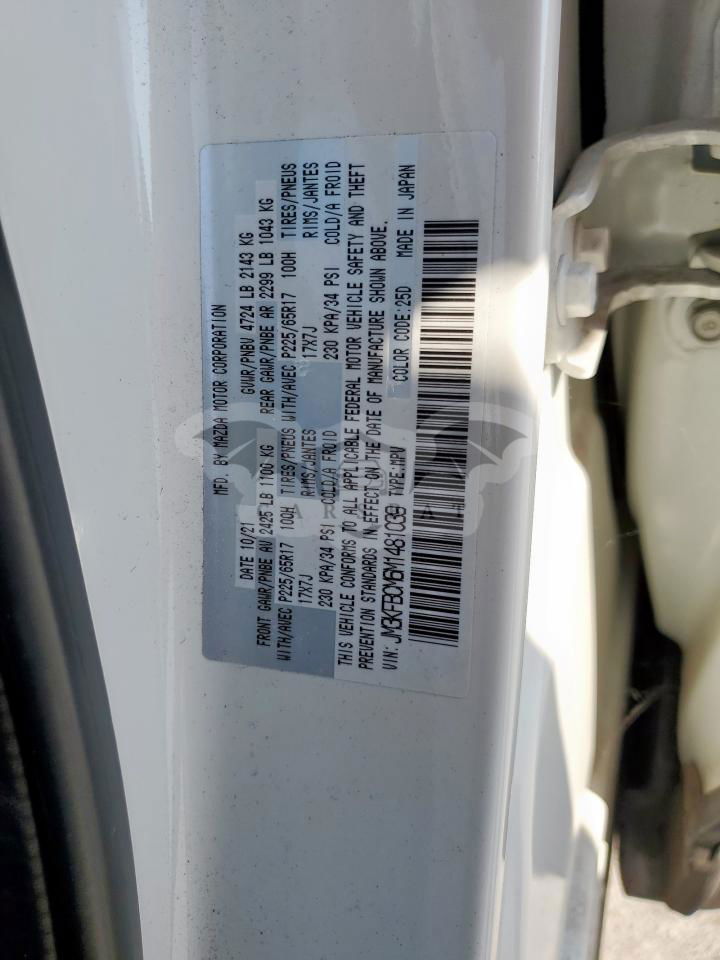 MFD. BY MAZDA MOTOR CORPORATION
DATE 10/21 GVWR/PNBV 4724 LB 2143 KG
FRONT GAWR/PNBE AV 2425 LB 1100 KG REAR GAWR/PNBE AR 2299 LB 1043 KG
WITH/AVEC P225/65R17 100H TIRES/PNEUS WITH/AVEC P225/65R17 100H TIRES/PNEUS
17X7J RIMS/JANTES 17X7J RIMS/JANTES
230 KPA/34 PSI COLD/A FROID 230 KPA/34 PSI COLD/A FROID
THIS VEHICLE CONFORMS TO ALL APPLICABLE FEDERAL MOTOR VEHICLE SAFETY AND THEFT
PREVENTION STANDARDS IN EFFECT ON THE DATE OF MANUFACTURE SHOWN ABOVE.
VIN: JM3KFBCM6M1481039 TYPE: MPV COLOR CODE: 25D MADE IN JAPAN